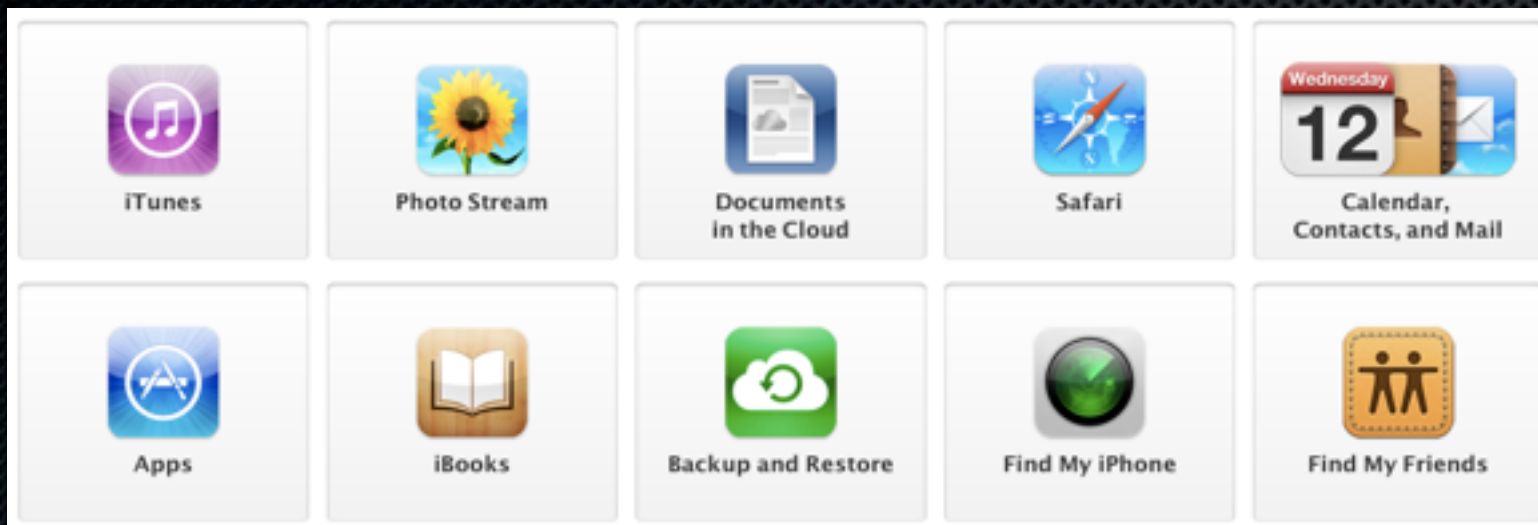 iTunes
Photo Stream
Documents
in the Cloud
Safari
Wednesday
12
Calendar,
Contacts, and Mail
Apps
iBooks
Backup and Restore
Find My iPhone
Find My Friends